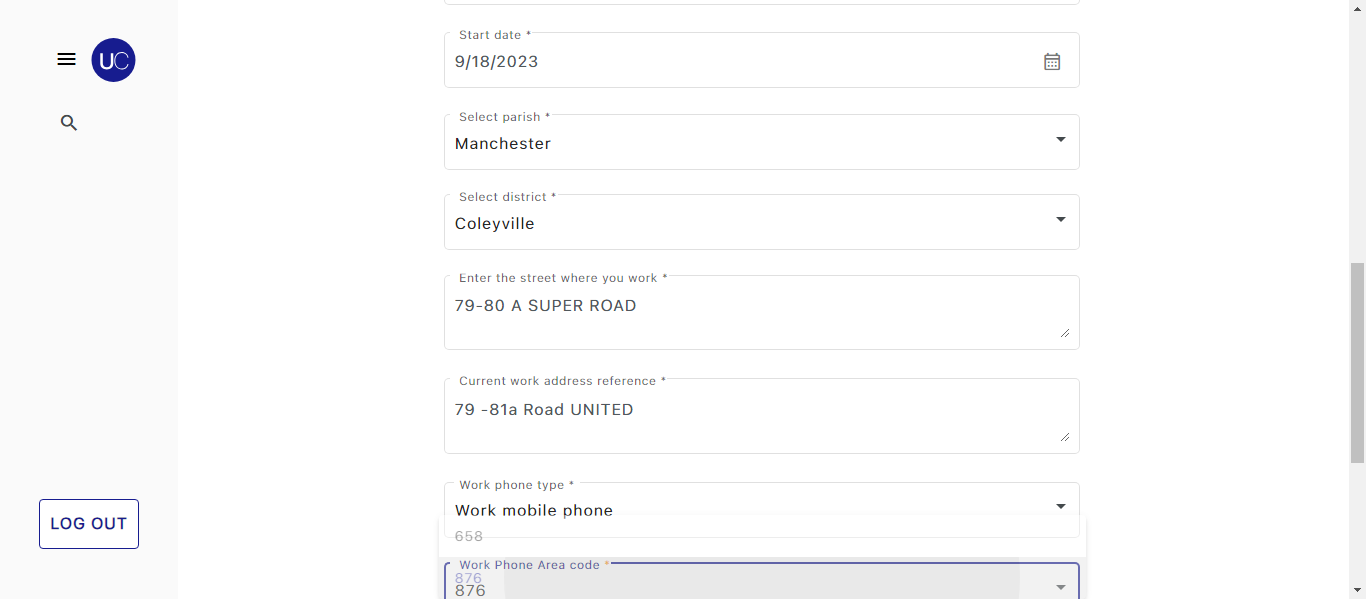 UC
Start date *
9/18/2023
Select parish *
Manchester
Select district *
Coleyville
Enter the street where you work *
79-80 A SUPER ROAD
Current work address reference *
79 -81a Road UNITED
Work phone type *
Work mobile phone
658
Work Phone Area code *
876
876
LOG OUT